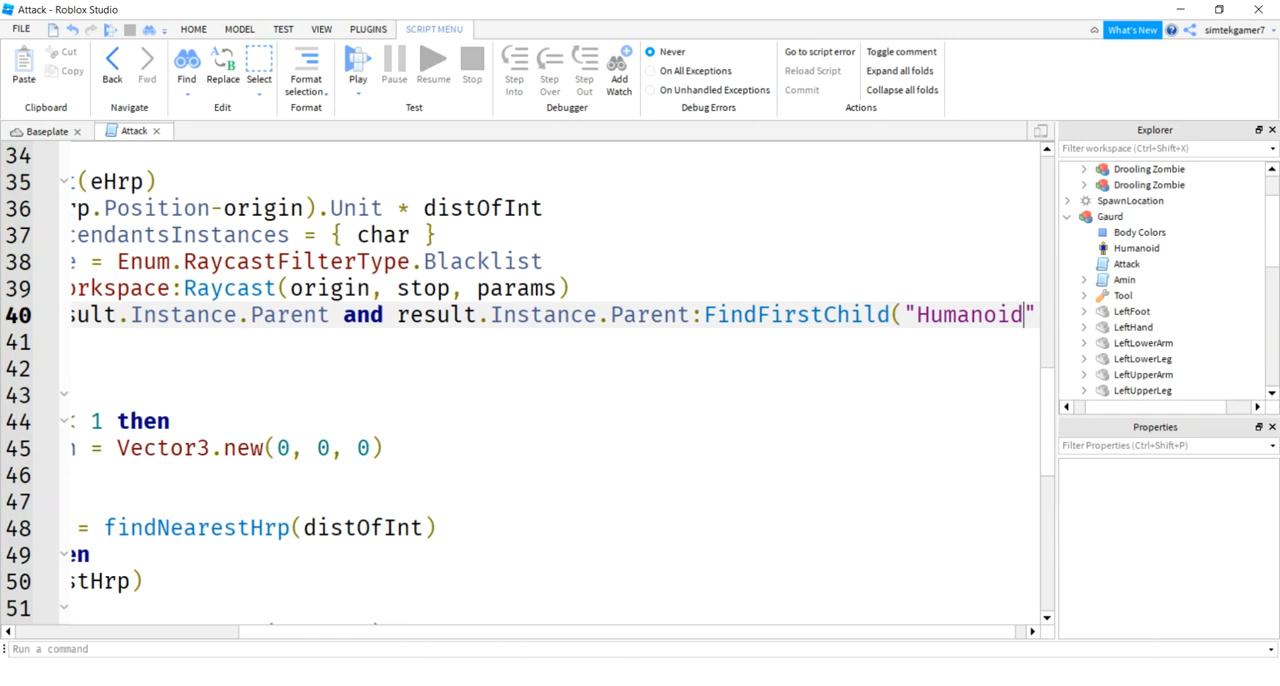 Attack - Roblox Studio
FILE HOME MODEL TEST VIEW PLUGINS SCRIPT MENU What's New simtekgamer7
Paste Cut Copy Back Fwd Find Replace Select Format selection Play Pause Resume Stop Step Into Step Over Step Out Add Watch
Never On All Exceptions On Unhandled Exceptions
Go to script error Reload Script Commit
Toggle comment Expand all folds Collapse all folds
Clipboard Navigate Edit Format Test Debugger Debug Errors Actions
Baseplate Attack
34
35 :(eHrp)
36 rp.Position-origin).Unit * distOfInt
37 cendantsInstances = { char }
38 e = Enum.RaycastFilterType.Blacklist
39 orkspace:Raycast(origin, stop, params)
40 sult.Instance.Parent and result.Instance.Parent:FindFirstChild("Humanoid"
41
42
43
44 : 1 then
45 n = Vector3.new(0, 0, 0)
46
47
48 = findNearestHrp(distOfInt)
49 en
50 stHrp)
51
Explorer
Filter workspace (Ctrl+Shift+X)
Drooling Zombie
Drooling Zombie
SpawnLocation
Gaurd
Body Colors
Humanoid
Attack
Amin
Tool
LeftFoot
LeftHand
LeftLowerArm
LeftLowerLeg
LeftUpperArm
LeftUpperLeg
Properties
Filter Properties (Ctrl+Shift+P)
Run a command